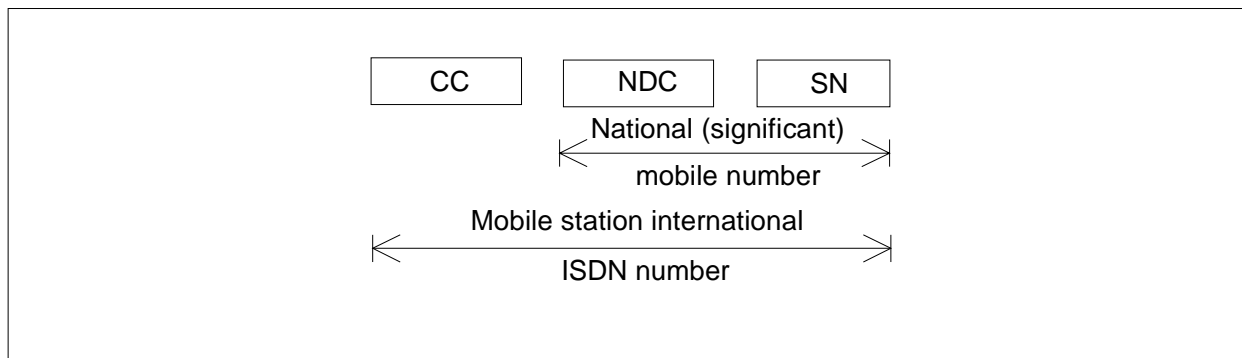 CC NDC SN
National (significant)
mobile number
Mobile station international
ISDN number